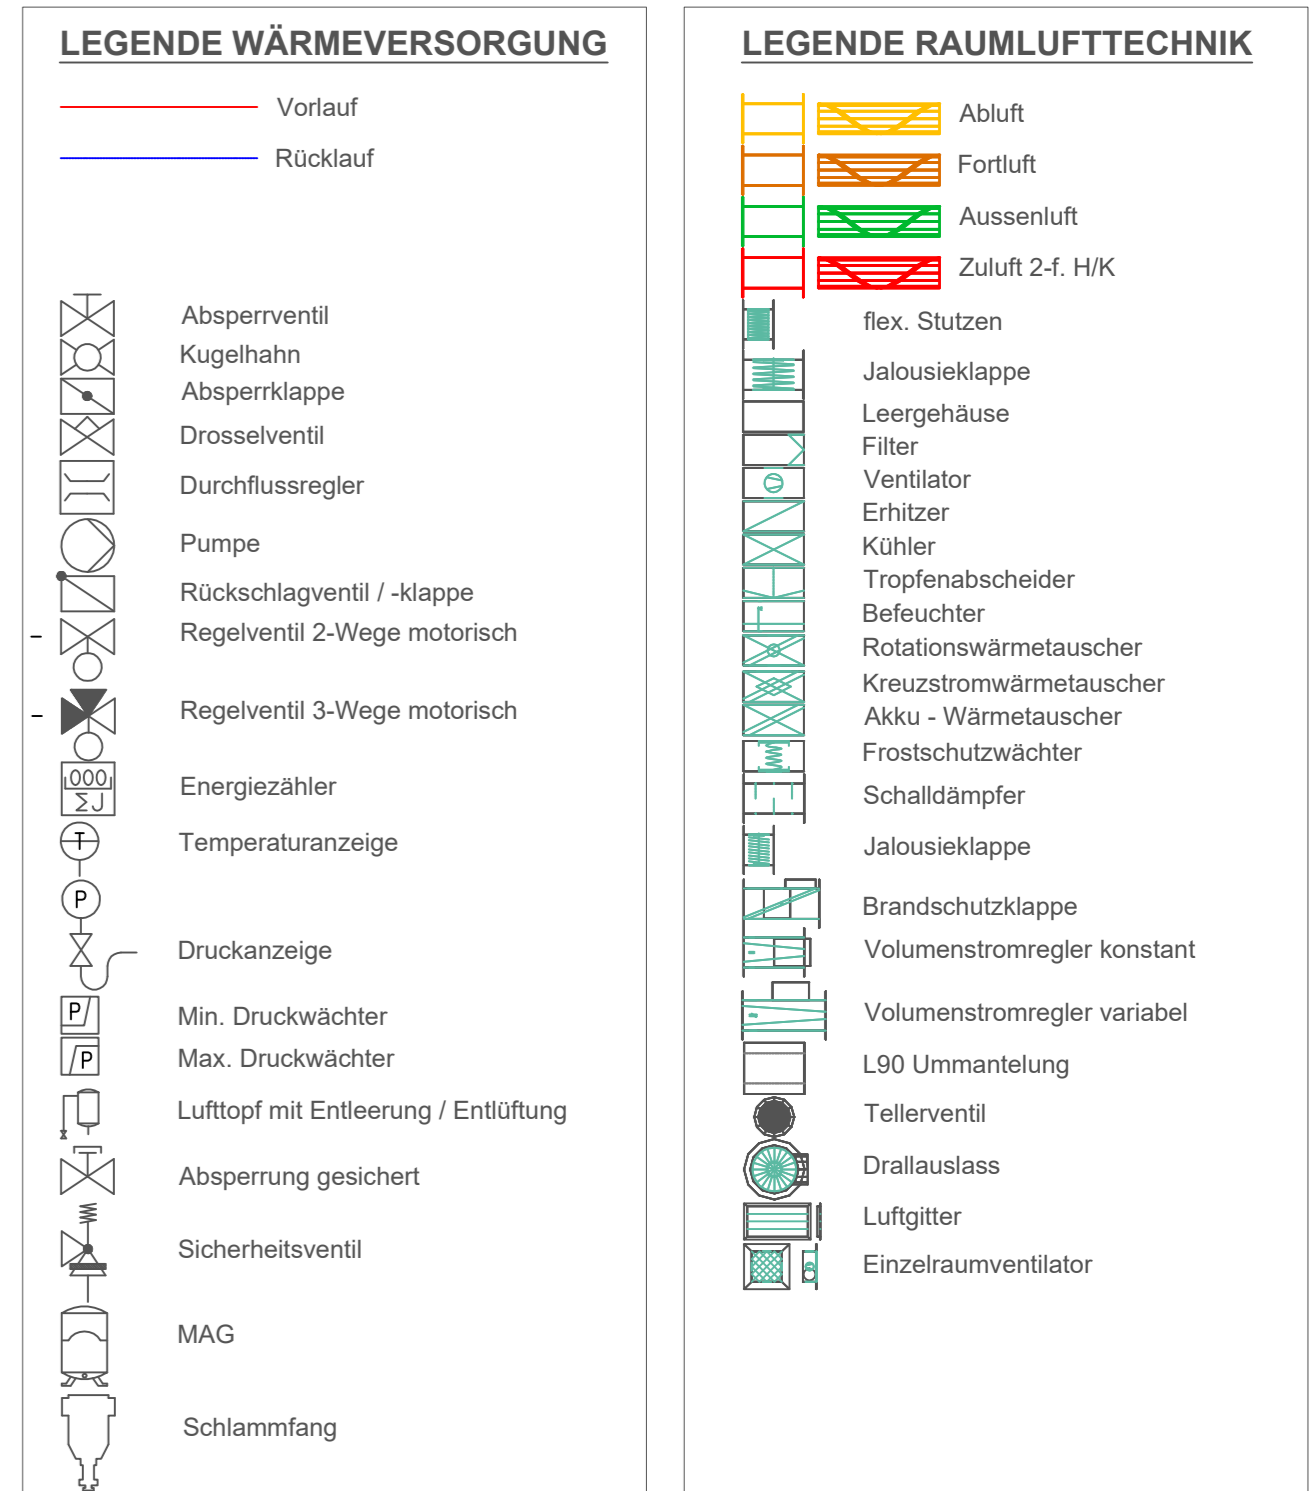 LEGENDE WÄRMEVERSORGUNG
Vorlauf
Rücklauf
Absperrventil
Kugelhahn
Absperrklappe
Drosselventil
Durchflussregler
Pumpe
Rückschlagventil / -klappe
Regelventil 2-Wege motorisch
Regelventil 3-Wege motorisch
000
ΣJ
Energiezähler
T
Temperaturanzeige
P
Druckanzeige
P
Min. Druckwächter
P
Max. Druckwächter
Lufttopf mit Entleerung / Entlüftung
Absperrung gesichert
Sicherheitsventil
MAG
Schlammfang
LEGENDE RAUMLUFTTECHNIK
Abluft
Fortluft
Aussenluft
Zuluft 2-f. H/K
flex. Stutzen
Jalousieklappe
Leergehäuse
Filter
Ventilator
Erhitzer
Kühler
Tropfenabscheider
Befeuchter
Rotationswärmetauscher
Kreuzstromwärmetauscher
Akku - Wärmetauscher
Frostschutzwächter
Schalldämpfer
Jalousieklappe
Brandschutzklappe
Volumenstromregler konstant
Volumenstromregler variabel
L90 Ummantelung
Tellerventil
Drallauslass
Luftgitter
Einzelraumventilator